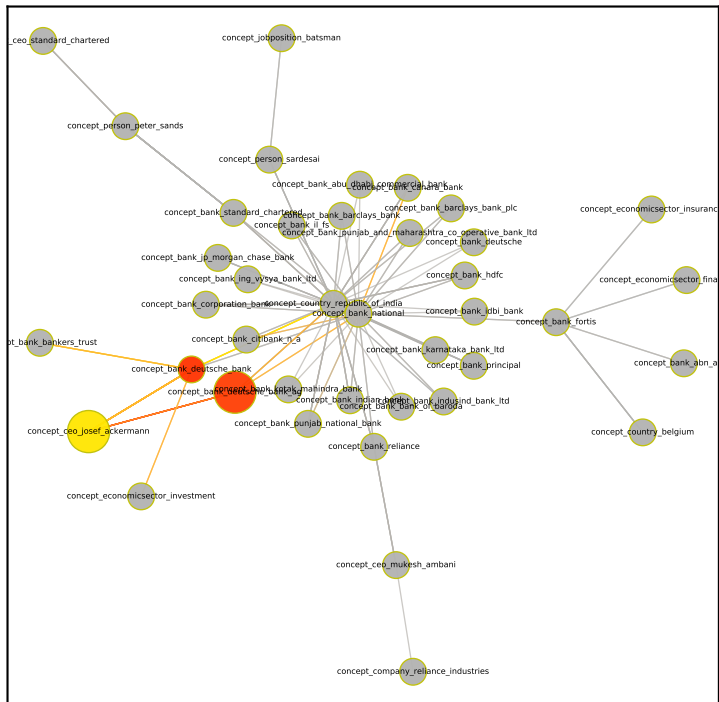 _ceo_standard_chartered
concept_jobposition_batsman
concept_person_peter_sands
concept_person_sardesai
concept_bank_abu_dhabi_commercial_bank
concept_bank_canara_bank
concept_bank_standard_chartered
concept_bank_barclays_bank
concept_bank_barclays_bank_plc
concept_economicsector_insuranc
concept_bank_il_fs
concept_bank_punjab_and_maharashtra_co_operative_bank_ltd
concept_bank_deutsche
concept_bank_jp_morgan_chase_bank
concept_bank_hdfc
concept_bank_ing_vysya_bank_ltd
concept_economicsector_fina
concept_bank_corporation_bank
concept_country_republic_of_india
concept_bank_idbi_bank
concept_bank_national
concept_bank_fortis
pt_bank_bankers_trust
concept_bank_citibank_n_a
concept_bank_karnataka_bank_ltd
concept_bank_principal
concept_bank_abn_a
concept_bank_deutsche_bank
concept_bank_deutsche_bank_ag
concept_bank_kotak_mahindra_bank
concept_bank_indian_bank
concept_bank_bank_of_baroda
concept_bank_indusind_bank_ltd
concept_bank_punjab_national_bank
concept_ceo_josef_ackermann
concept_country_belgium
concept_bank_reliance
concept_economicsector_investment
concept_ceo_mukesh_ambani
concept_company_reliance_industries